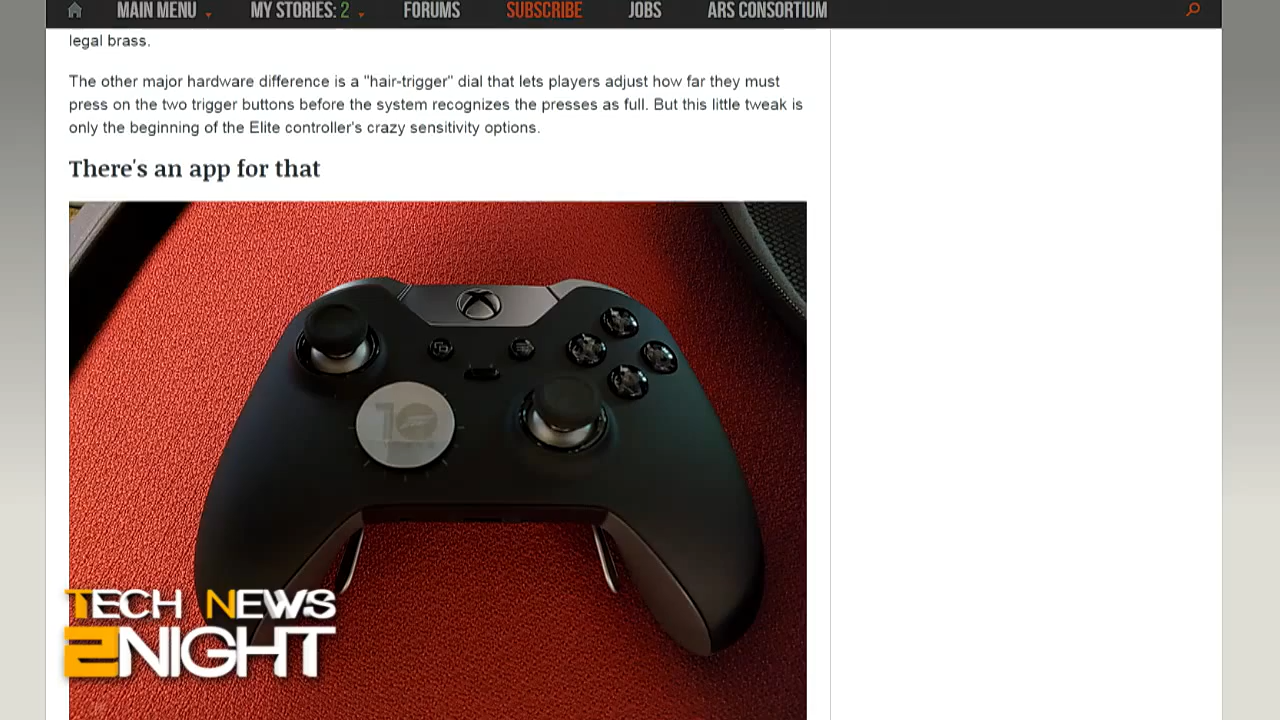 MAIN MENU MY STORIES: 2 FORUMS SUBSCRIBE JOBS ARS CONSORTIUM
legal brass.
The other major hardware difference is a "hair-trigger" dial that lets players adjust how far they must
press on the two trigger buttons before the system recognizes the presses as full. But this little tweak is
only the beginning of the Elite controller's crazy sensitivity options.
There's an app for that
10
TECH NEWS
2NIGHT